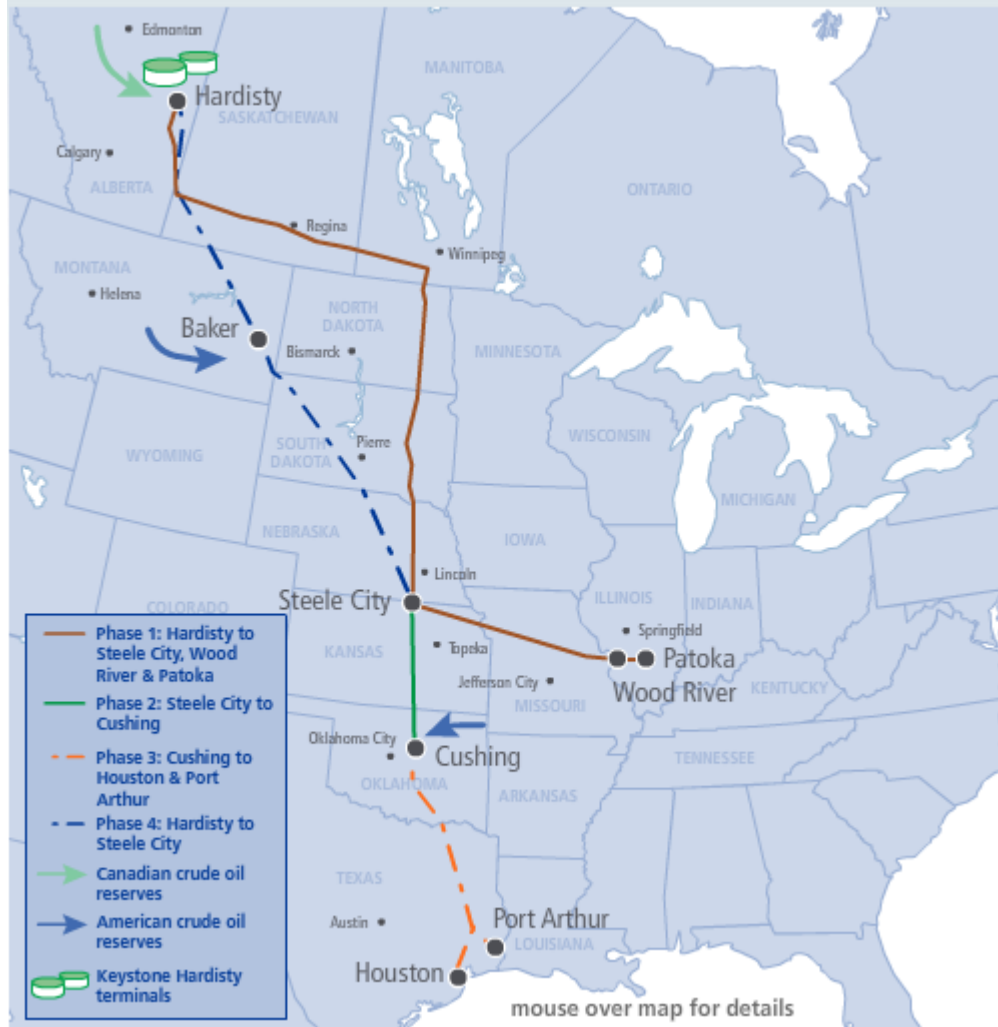 Edmonton
MANITOBA
Hardisty
SASKATCHEWAN
Calgary
ALBERTA
ONTARIO
Regina
Winnipeg
MONTANA
Helena
NORTH
DAKOTA
Baker
Bismarck
MINNESOTA
WISCONSIN
Pierre
SOUTH
DAKOTA
WYOMING
MICHIGAN
NEBRASKA
IOWA
Lincoln
Steele City
COLORADO
ILLINOIS
INDIANA
Springfield
KANSAS
Topeka
Patoka
Jefferson City
Wood River
KENTUCKY
MISSOURI
Oklahoma City
Cushing
TENNESSEE
OKLAHOMA
ARKANSAS
TEXAS
Austin
Port Arthur
LOUISIANA
Houston
mouse over map for details
Phase 1: Hardisty to
Steele City, Wood
River & Patoka
Phase 2: Steele City to
Cushing
Phase 3: Cushing to
Houston & Port
Arthur
Phase 4: Hardisty to
Steele City
Canadian crude oil
reserves
American crude oil
reserves
Keystone Hardisty
terminals